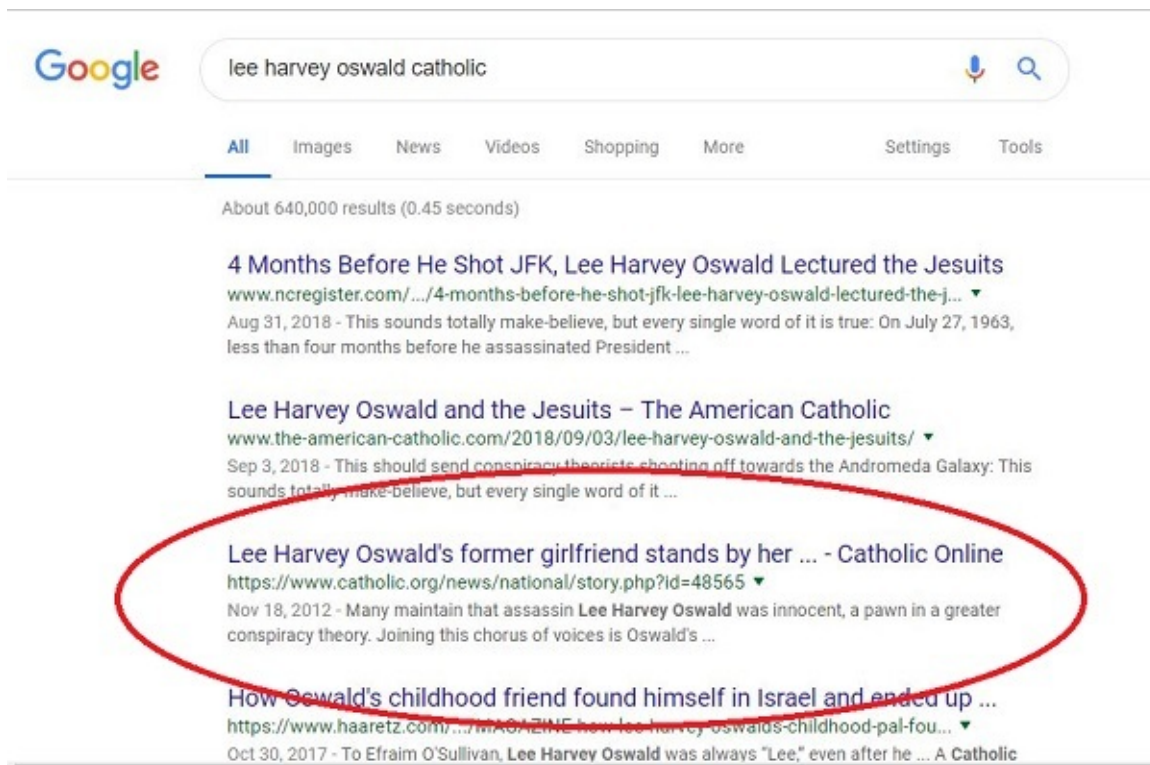 Google
lee harvey oswald catholic
All Images News Videos Shopping More Settings Tools
About 640,000 results (0.45 seconds)
4 Months Before He Shot JFK, Lee Harvey Oswald Lectured the Jesuits
www.ncregister.com/.../4-months-before-he-shot-jfk-lee-harvey-oswald-lectured-the-j...
Aug 31, 2018 - This sounds totally make-believe, but every single word of it is true: On July 27, 1963,
less than four months before he assassinated President ...
Lee Harvey Oswald and the Jesuits – The American Catholic
www.the-american-catholic.com/2018/09/03/lee-harvey-oswald-and-the-jesuits/
Sep 3, 2018 - This should send conspiracy theorists shooting off towards the Andromeda Galaxy: This
sounds totally make-believe, but every single word of it ...
Lee Harvey Oswald's former girlfriend stands by her ... - Catholic Online
https://www.catholic.org/news/national/story.php?id=48565
Nov 18, 2012 - Many maintain that assassin Lee Harvey Oswald was innocent, a pawn in a greater
conspiracy theory. Joining this chorus of voices is Oswald's ...
How Oswald's childhood friend found himself in Israel and ended up ...
https://www.haaretz.com/.../MAGAZINE-how-lee-harvey-oswalds-childhood-pal-fou...
Oct 30, 2017 - To Efraim O'Sullivan, Lee Harvey Oswald was always “Lee,” even after he ... A Catholic